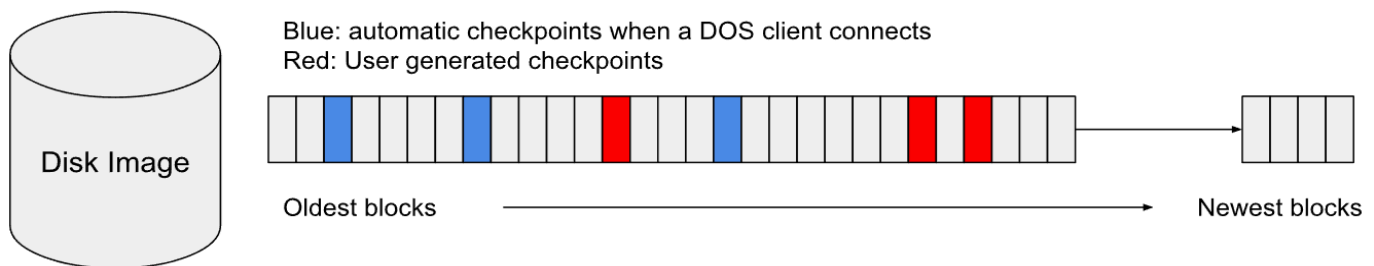 Blue: automatic checkpoints when a DOS client connects
Red: User generated checkpoints
Disk Image
Oldest blocks
Newest blocks